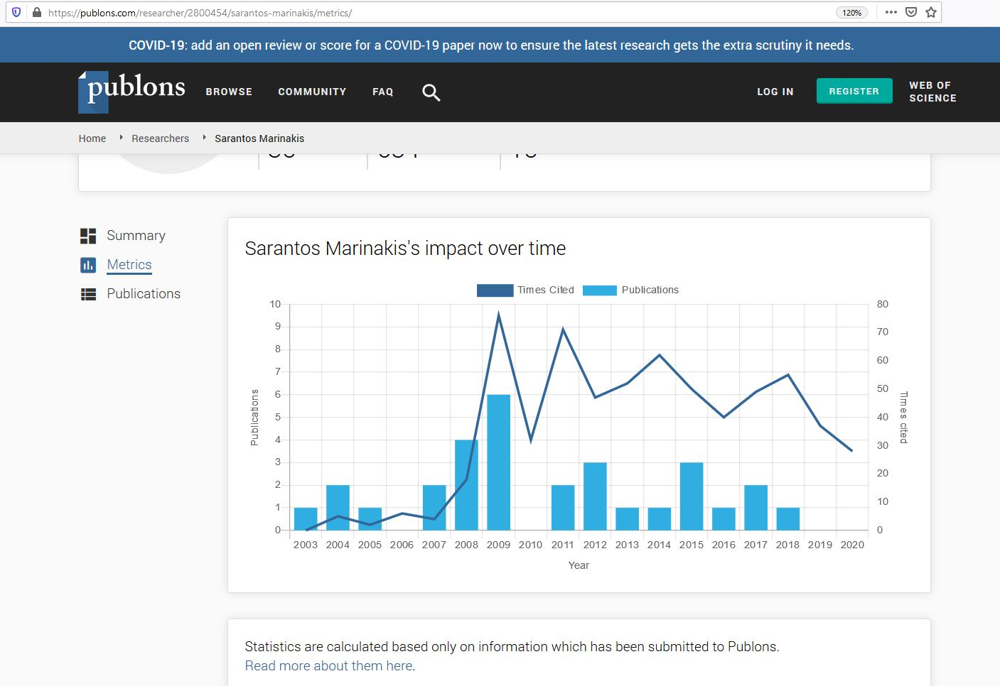 https://publons.com/researcher/2800454/sarantos-marinakis/metrics/
120%
COVID-19: add an open review or score for a COVID-19 paper now to ensure the latest research gets the extra scrutiny it needs.
publons
BROWSE
COMMUNITY
FAQ
LOG IN
REGISTER
WEB OF
SCIENCE
Home
Researchers
Sarantos Marinakis
Summary
Metrics
Publications
Sarantos Marinakis's impact over time
Times Cited
Publications
10
9
8
7
6
5
4
3
2
1
0
Publications
80
70
60
50
40
30
20
10
0
Times cited
2003 2004 2005 2006 2007 2008 2009 2010 2011 2012 2013 2014 2015 2016 2017 2018 2019 2020
Year
Statistics are calculated based only on information which has been submitted to Publons.
Read more about them here.